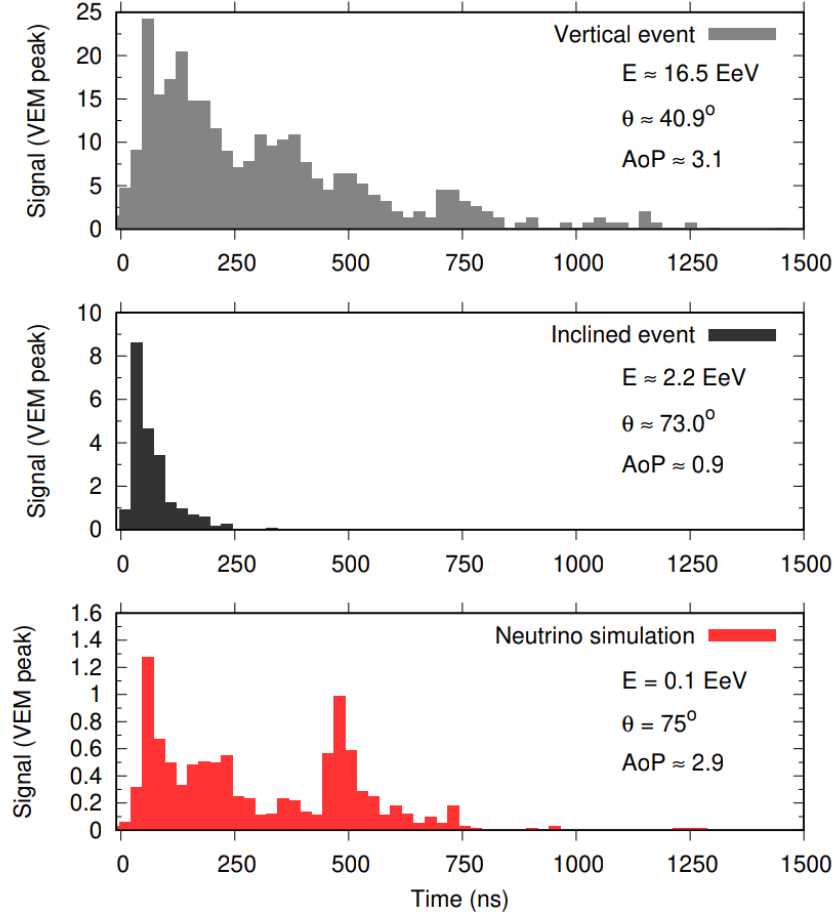 Signal (VEM peak)
25
20
15
10
5
0
Vertical event
E ≈ 16.5 EeV
θ ≈ 40.9°
AoP ≈ 3.1
0 250 500 750 1000 1250 1500
Signal (VEM peak)
10
8
6
4
2
0
Inclined event
E ≈ 2.2 EeV
θ ≈ 73.0°
AoP ≈ 0.9
0 250 500 750 1000 1250 1500
Signal (VEM peak)
1.6
1.4
1.2
1
0.8
0.6
0.4
0.2
0
Neutrino simulation
E = 0.1 EeV
θ = 75°
AoP ≈ 2.9
0 250 500 750 1000 1250 1500
Time (ns)